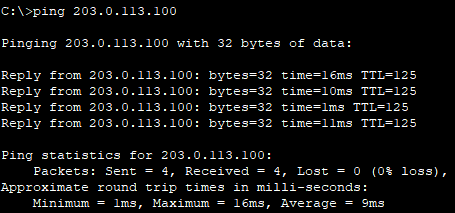 C:\>ping 203.0.113.100
Pinging 203.0.113.100 with 32 bytes of data:
Reply from 203.0.113.100: bytes=32 time=16ms TTL=125
Reply from 203.0.113.100: bytes=32 time=10ms TTL=125
Reply from 203.0.113.100: bytes=32 time=1ms TTL=125
Reply from 203.0.113.100: bytes=32 time=11ms TTL=125
Ping statistics for 203.0.113.100:
Packets: Sent = 4, Received = 4, Lost = 0 (0% loss),
Approximate round trip times in milli-seconds:
Minimum = 1ms, Maximum = 16ms, Average = 9ms